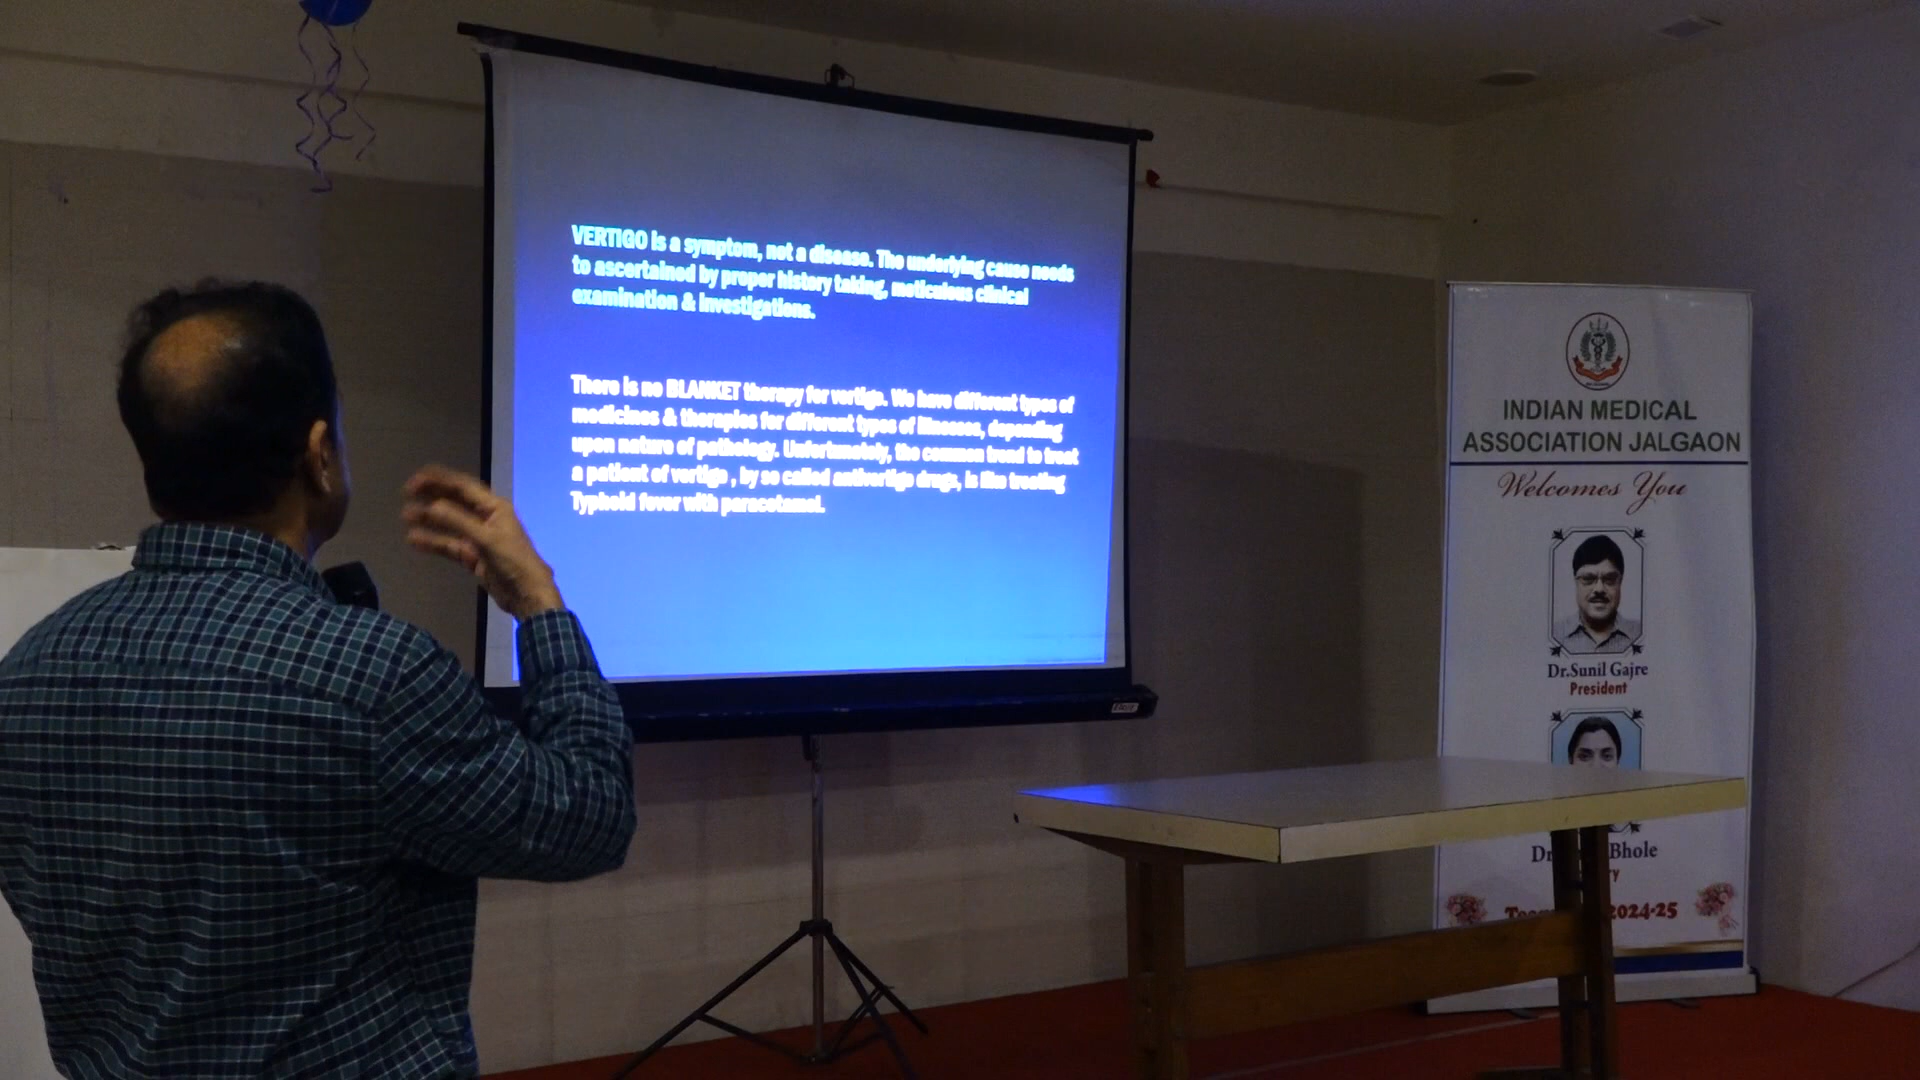 VERTIGO is a symptom, not a disease. The underlying cause needs
to ascertained by proper history taking, meticulous clinical
examination & investigations.
There is no BLANKET therapy for vertigo. We have different types of
medicines & therapies for different types of illnesses, depending
upon nature of pathology. Unfortunately, the common trend to treat
a patient of vertigo , by so called antivertigo drugs, is like treating
Typhoid fever with paracetamol.
INDIAN MEDICAL
ASSOCIATION JALGAON
Welcomes You
Dr.Sunil Gajre
President
Bhole
2024-25